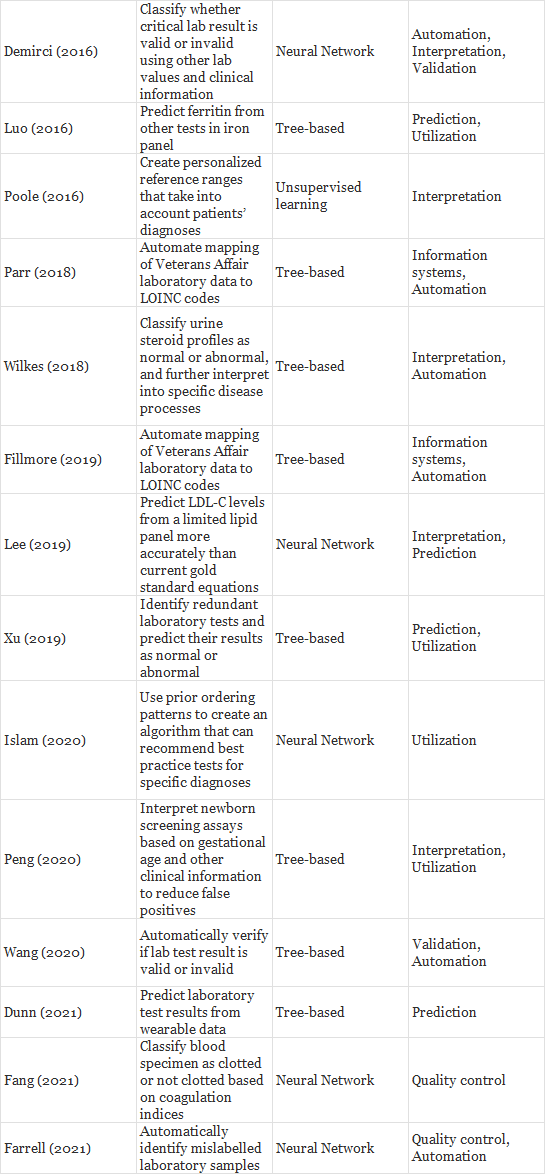 Demirci (2016)
Classify whether
critical lab result is
valid or invalid
using other lab
values and clinical
information
Neural Network
Automation,
Interpretation,
Validation
Luo (2016)
Predict ferritin from
other tests in iron
panel
Tree-based
Prediction,
Utilization
Poole (2016)
Create personalized
reference ranges
that take into
account patients’
diagnoses
Unsupervised
learning
Interpretation
Parr (2018)
Automate mapping
of Veterans Affair
laboratory data to
LOINC codes
Tree-based
Information
systems,
Automation
Wilkes (2018)
Classify urine
steroid profiles as
normal or abnormal,
and further interpret
into specific disease
processes
Tree-based
Interpretation,
Automation
Fillmore (2019)
Automate mapping
of Veterans Affair
laboratory data to
LOINC codes
Tree-based
Information
systems,
Automation
Lee (2019)
Predict LDL-C levels
from a limited lipid
panel more
accurately than
current gold
standard equations
Neural Network
Interpretation,
Prediction
Xu (2019)
Identify redundant
laboratory tests and
predict their results
as normal or
abnormal
Tree-based
Prediction,
Utilization
Islam (2020)
Use prior ordering
patterns to create an
algorithm that can
recommend best
practice tests for
specific diagnoses
Neural Network
Utilization
Peng (2020)
Interpret newborn
screening assays
based on gestational
age and other
clinical information
to reduce false
positives
Tree-based
Interpretation,
Utilization
Wang (2020)
Automatically verify
if lab test result is
valid or invalid
Tree-based
Validation,
Automation
Dunn (2021)
Predict laboratory
test results from
wearable data
Tree-based
Prediction
Fang (2021)
Classify blood
specimen as clotted
or not clotted based
on coagulation
indices
Neural Network
Quality control
Farrell (2021)
Automatically
identify mislabelled
laboratory samples
Neural Network
Quality control,
Automation